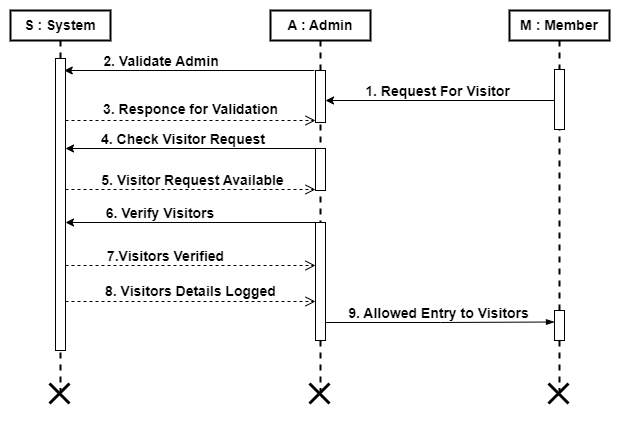 S : System
A : Admin
M : Member
2. Validate Admin
1. Request For Visitor
3. Responce for Validation
4. Check Visitor Request
5. Visitor Request Available
6. Verify Visitors
7.Visitors Verified
8. Visitors Details Logged
9. Allowed Entry to Visitors